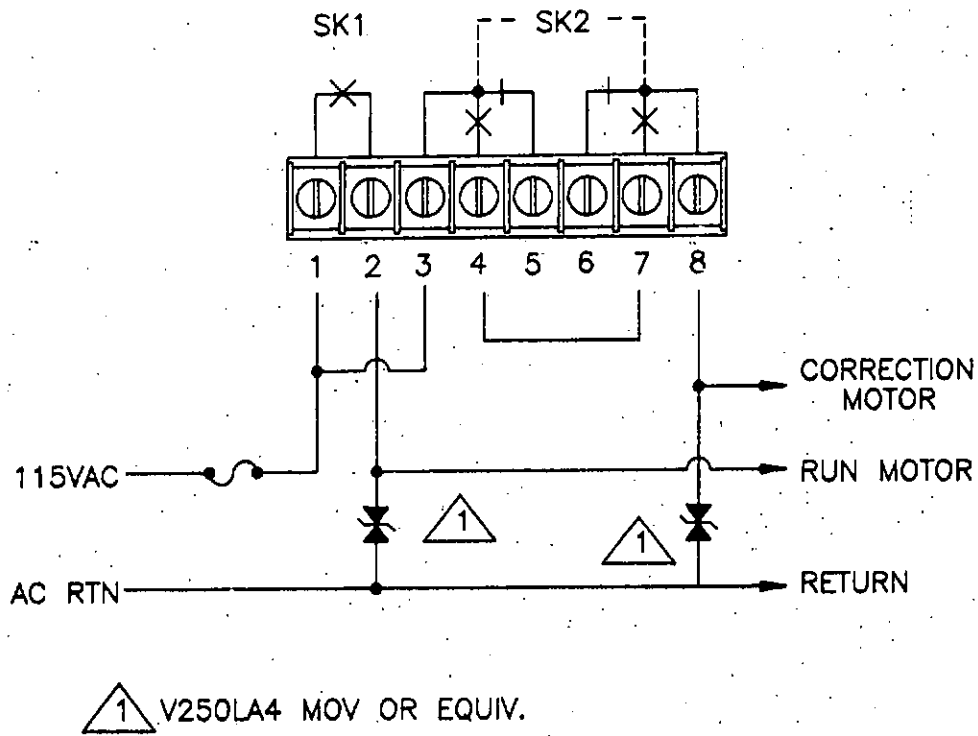 SK1 SK2
1 2 3 4 5 6 7 8
CORRECTION
MOTOR
115VAC
RUN MOTOR
1
1
AC RTN
RETURN
1 V250LA4 MOV OR EQUIV.